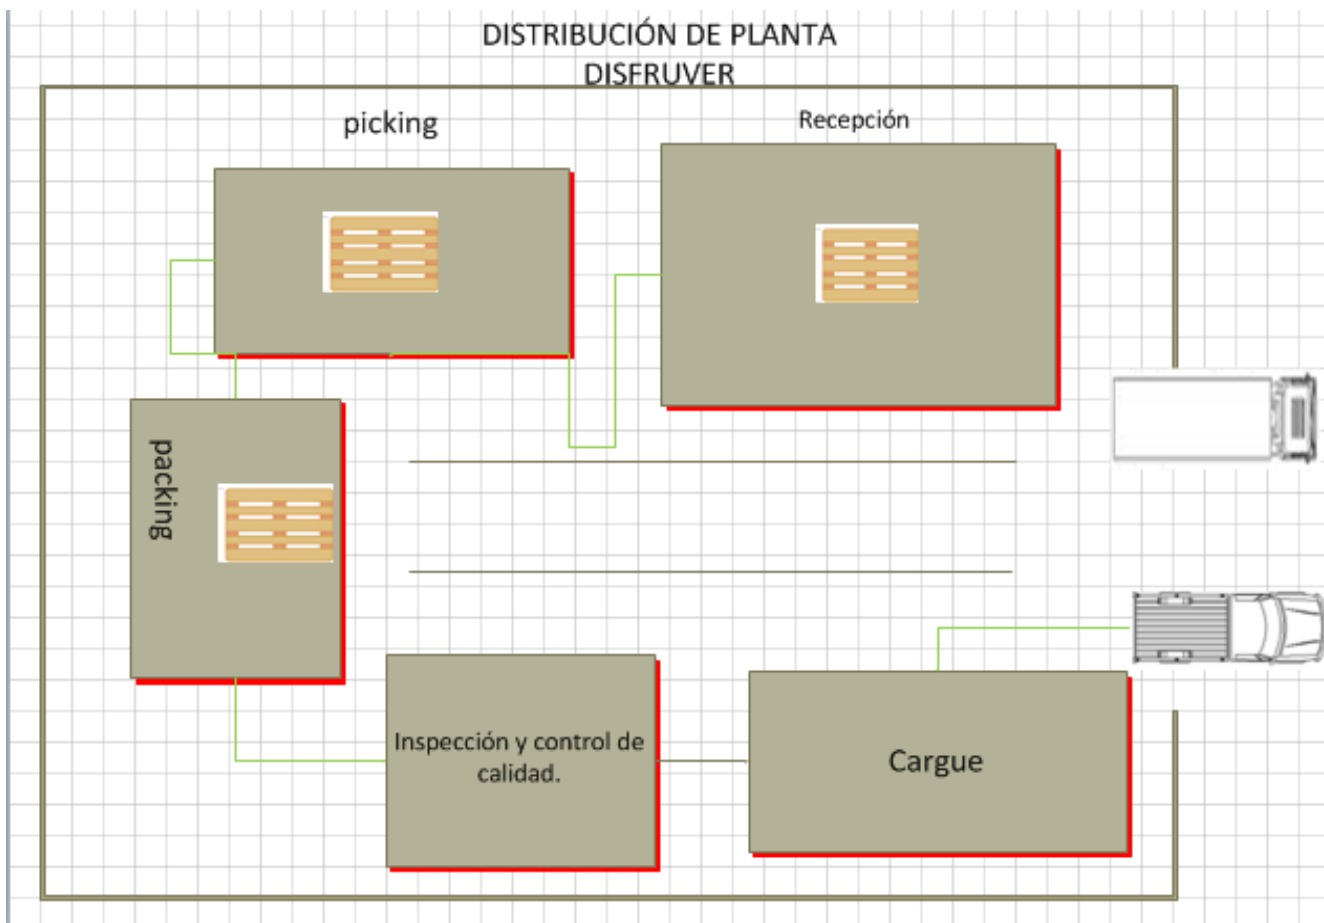 DISTRIBUCIÓN DE PLANTA
DISFRUVER
picking
Recepción
packing
Inspección y control de
calidad.
Cargue